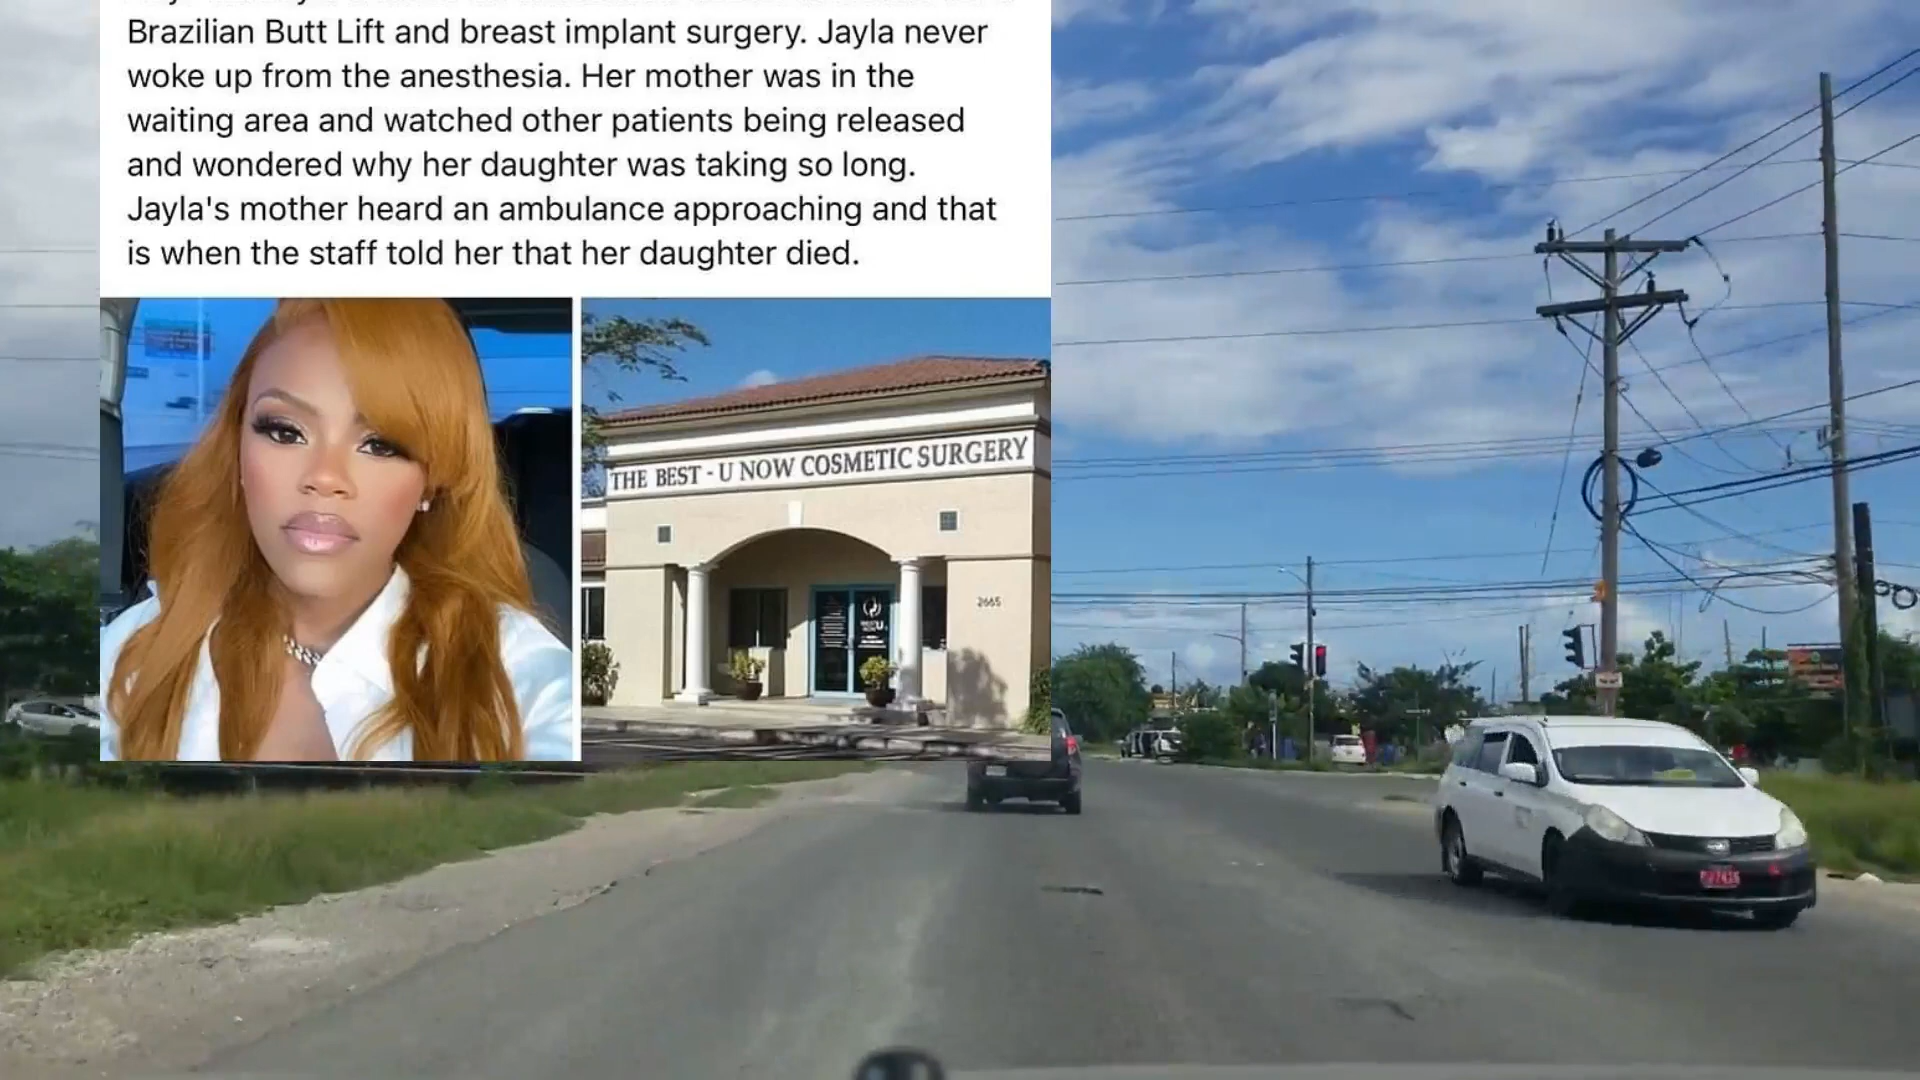 Brazilian Butt Lift and breast implant surgery. Jayla never
woke up from the anesthesia. Her mother was in the
waiting area and watched other patients being released
and wondered why her daughter was taking so long.
Jayla's mother heard an ambulance approaching and that
is when the staff told her that her daughter died.
THE BEST - U NOW COSMETIC SURGERY
2665